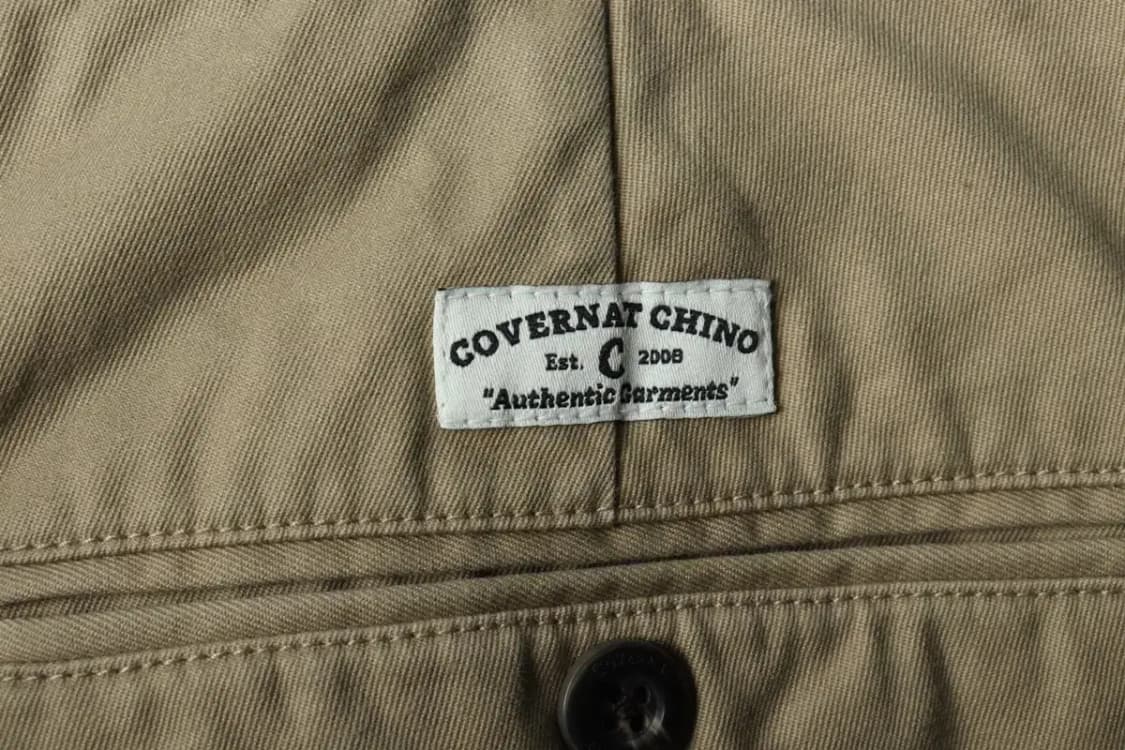 COVERNAT CHINO
Est. C 2008
"Authentic Garments"